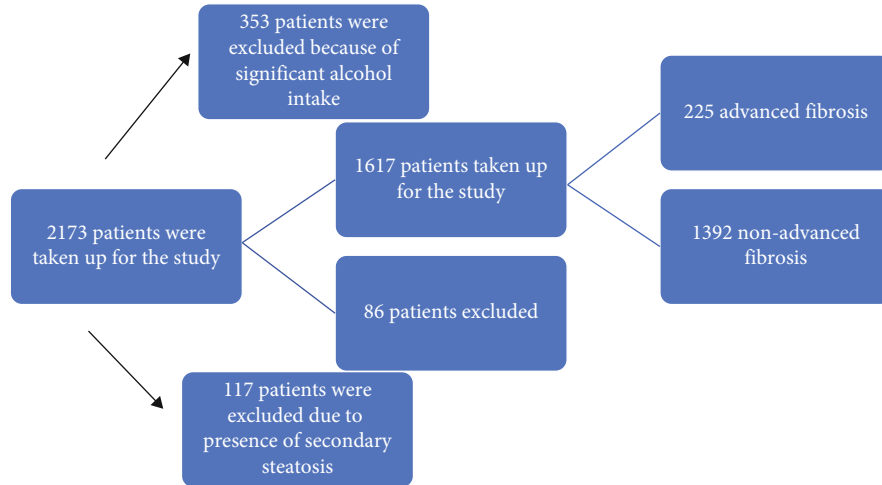 353 patients were
excluded because of
significant alcohol
intake
225 advanced fibrosis
1617 patients taken up
for the study
2173 patients were
taken up for the study
1392 non-advanced
fibrosis
86 patients excluded
117 patients were
excluded due to
presence of secondary
steatosis